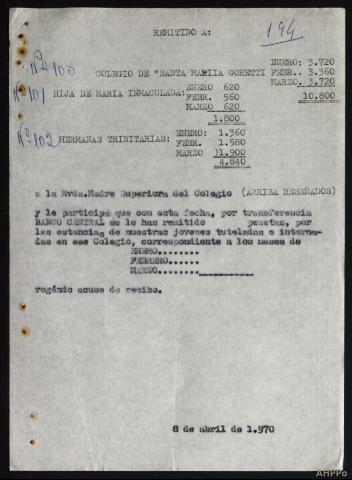 REMITIDO A:
194
Nº 100
COLEGIO DE "SANTA MARIIA GORETTI
ENERO: 3.720
FEBR.. 3.360
MARZO. 3.720
10.800
Nº 101
HIJA DE MARIA INMACULADA:
ENERO 620
FEBR. 560
MARZO 620
1.800
Nº 102
HERMANAS TRINITARIAS:
ENERO: 1.360
FEBR. 1.580
MARZO )1.900
4.840
a la Rvda.Madre Superiora del Colegio (ARRIBA RESEÑADOS)
y le participa que con esta fecha, por transferencia
BANCO CENTRAL se le han remitido pesetas, por
las estancias de nuestras jovenes tuteladas e interna-
das en ese Colegio, correspondiente a los meses de
ENERO........
FEBRERO......
MARZO........
rogándo acuse de recibo.
8 de abril de 1.970
AHPPo